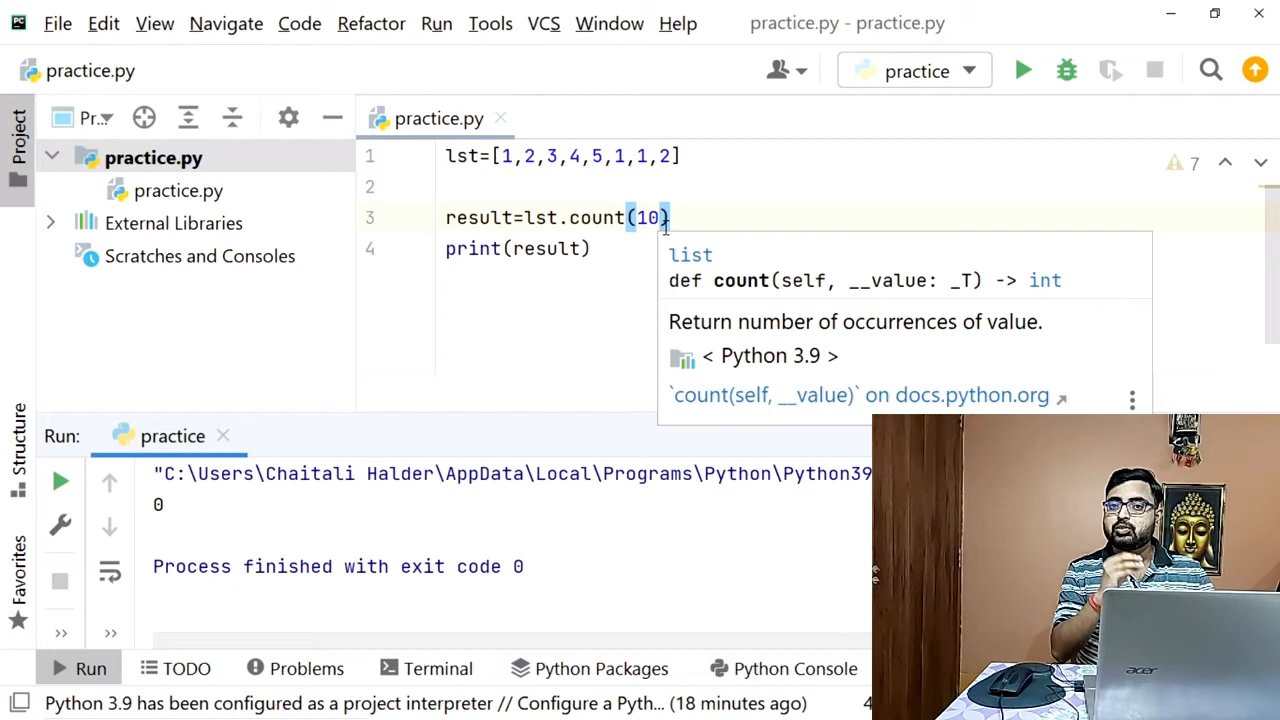 PC File Edit View Navigate Code Refactor Run Tools VCS Window Help practice.py - practice.py
practice.py practice
Project
Pr... practice.py
practice.py
practice.py
External Libraries
Scratches and Consoles
1 lst=[1,2,3,4,5,1,1,2] 7
2
3 result=lst.count(10)
4 print(result)
list
def count(self, __value: _T) -> int
Return number of occurrences of value.
< Python 3.9 >
`count(self, __value)` on docs.python.org
Structure
Favorites
Run: practice
"C:\Users\Chaitali Halder\AppData\Local\Programs\Python\Python39
0
Process finished with exit code 0
acer
Run TODO Problems Terminal Python Packages Python Console
Python 3.9 has been configured as a project interpreter // Configure a Pyth... (18 minutes ago) 4